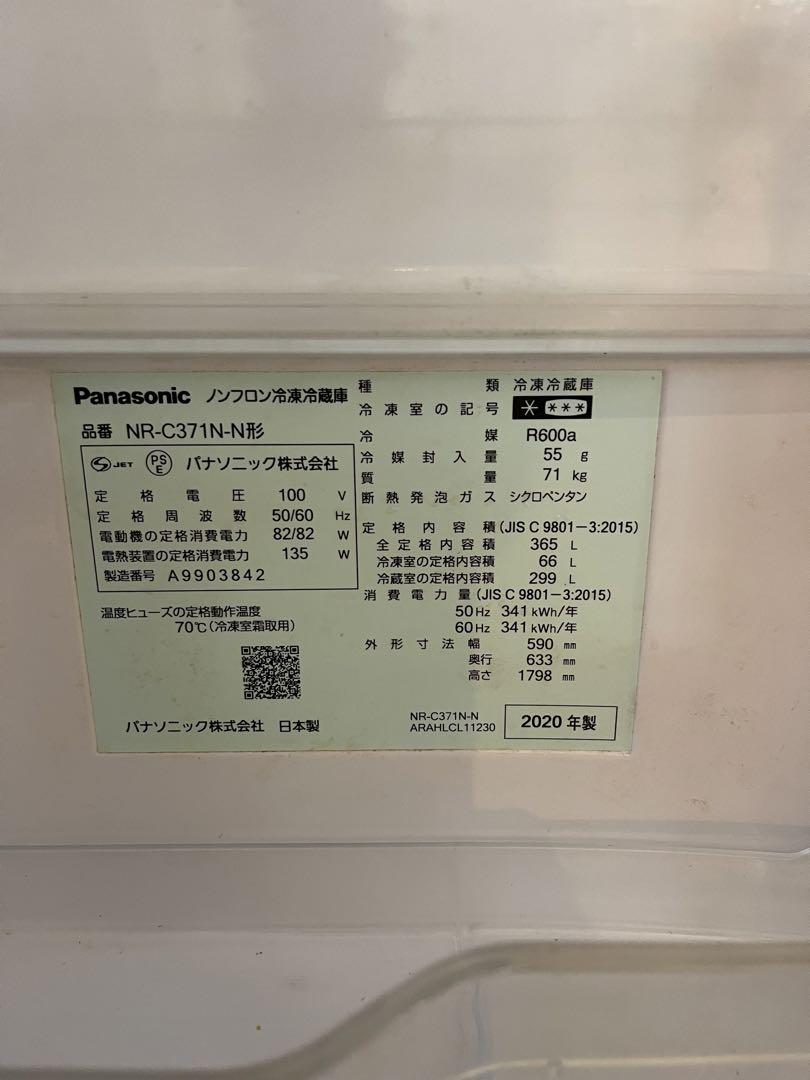 Panasonic ノンフロン冷凍冷蔵庫
品番 NR-C371N-N形
S JET PS E パナソニック株式会社
定格電圧 100 V
定格周波数 50/60 Hz
電動機の定格消費電力 82/82 W
電熱装置の定格消費電力 135 W
製造番号 A9903842
温度ヒューズの定格動作温度
70℃(冷凍室霜取用)
パナソニック株式会社 日本製
種類 冷凍冷蔵庫
冷凍室の記号
冷媒 R600a
冷媒封入量 55 g
質量 71 kg
断熱発泡ガス シクロペンタン
定格内容積(JIS C 9801-3:2015)
全定格内容積 365 L
冷凍室の定格内容積 66 L
冷蔵室の定格内容積 299 L
消費電力量(JIS C 9801-3:2015)
50Hz 341 kWh/年
60Hz 341 kWh/年
外形寸法幅 590 mm
奥行 633 mm
高さ 1798 mm
NR-C371N-N
ARAHLCL11230
2020年製